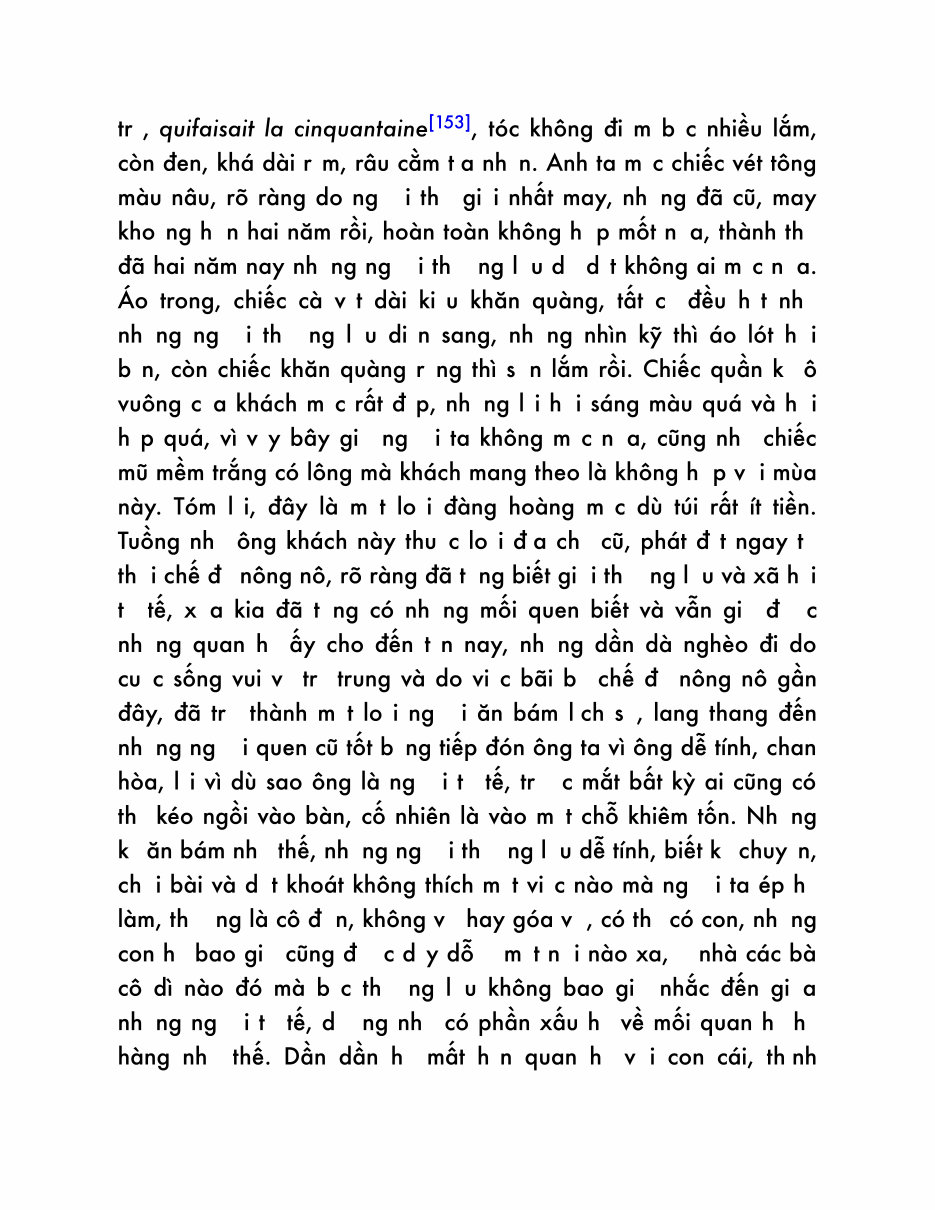 tr , quifaisait la cinquantaine[153], tóc không đi m b c nhiều lắm,
còn đen, khá dài r m, râu cằm t a nh n. Anh ta m c chiếc vét tông
màu nâu, rõ ràng do ng i th gi i nhất may, nh ng đã cũ, may
kho ng h n hai năm rồi, hoàn toàn không h p mốt n a, thành th
đã hai năm nay nh ng ng i th ng l u d d t không ai m c n a.
Áo trong, chiếc cà v t dài ki u khăn quàng, tất c đều h t nh
nh ng ng i th ng l u di n sang, nh ng nhìn kỹ thì áo lót h i
b n, còn chiếc khăn quàng r ng thì s n lắm rồi. Chiếc quần k ô
vuông c a khách m c rất đ p, nh ng l i h i sáng màu quá và h i
h p quá, vì v y bây gi ng i ta không m c n a, cũng nh chiếc
mũ mềm trắng có lông mà khách mang theo là không h p v i mùa
này. Tóm l i, đây là m t lo i đàng hoàng m c dù túi rất ít tiền.
Tuồng nh ông khách này thu c lo i đ a ch cũ, phát đ t ngay t
th i chế đ nông nô, rõ ràng đã t ng biết gi i th ng l u và xã h i
t tế, x a kia đã t ng có nh ng mối quen biết và vẫn gi đ c
nh ng quan h ấy cho đến t n nay, nh ng dần dà nghèo đi do
cu c sống vui v tr trung và do vi c bãi b chế đ nông nô gần
đây, đã tr thành m t lo i ng i ăn bám l ch s , lang thang đến
nh ng ng i quen cũ tốt b ng tiếp đón ông ta vì ông dễ tính, chan
hòa, l i vì dù sao ông là ng i t tế, tr c mắt bất kỳ ai cũng có
th kéo ngồi vào bàn, cố nhiên là vào m t chỗ khiêm tốn. Nh ng
k ăn bám nh thế, nh ng ng i th ng l u dễ tính, biết k chuy n,
ch i bài và d t khoát không thích m t vi c nào mà ng i ta ép h
làm, th ng là cô đ n, không v hay góa v , có th có con, nh ng
con h bao gi cũng đ c d y dỗ m t n i nào xa, nhà các bà
cô dì nào đó mà b c th ng l u không bao gi nhắc đến gi a
nh ng ng i t tế, d ng nh có phần xấu h về mối quan h h
hàng nh thế. Dần dần h mất h n quan h v i con cái, th nh